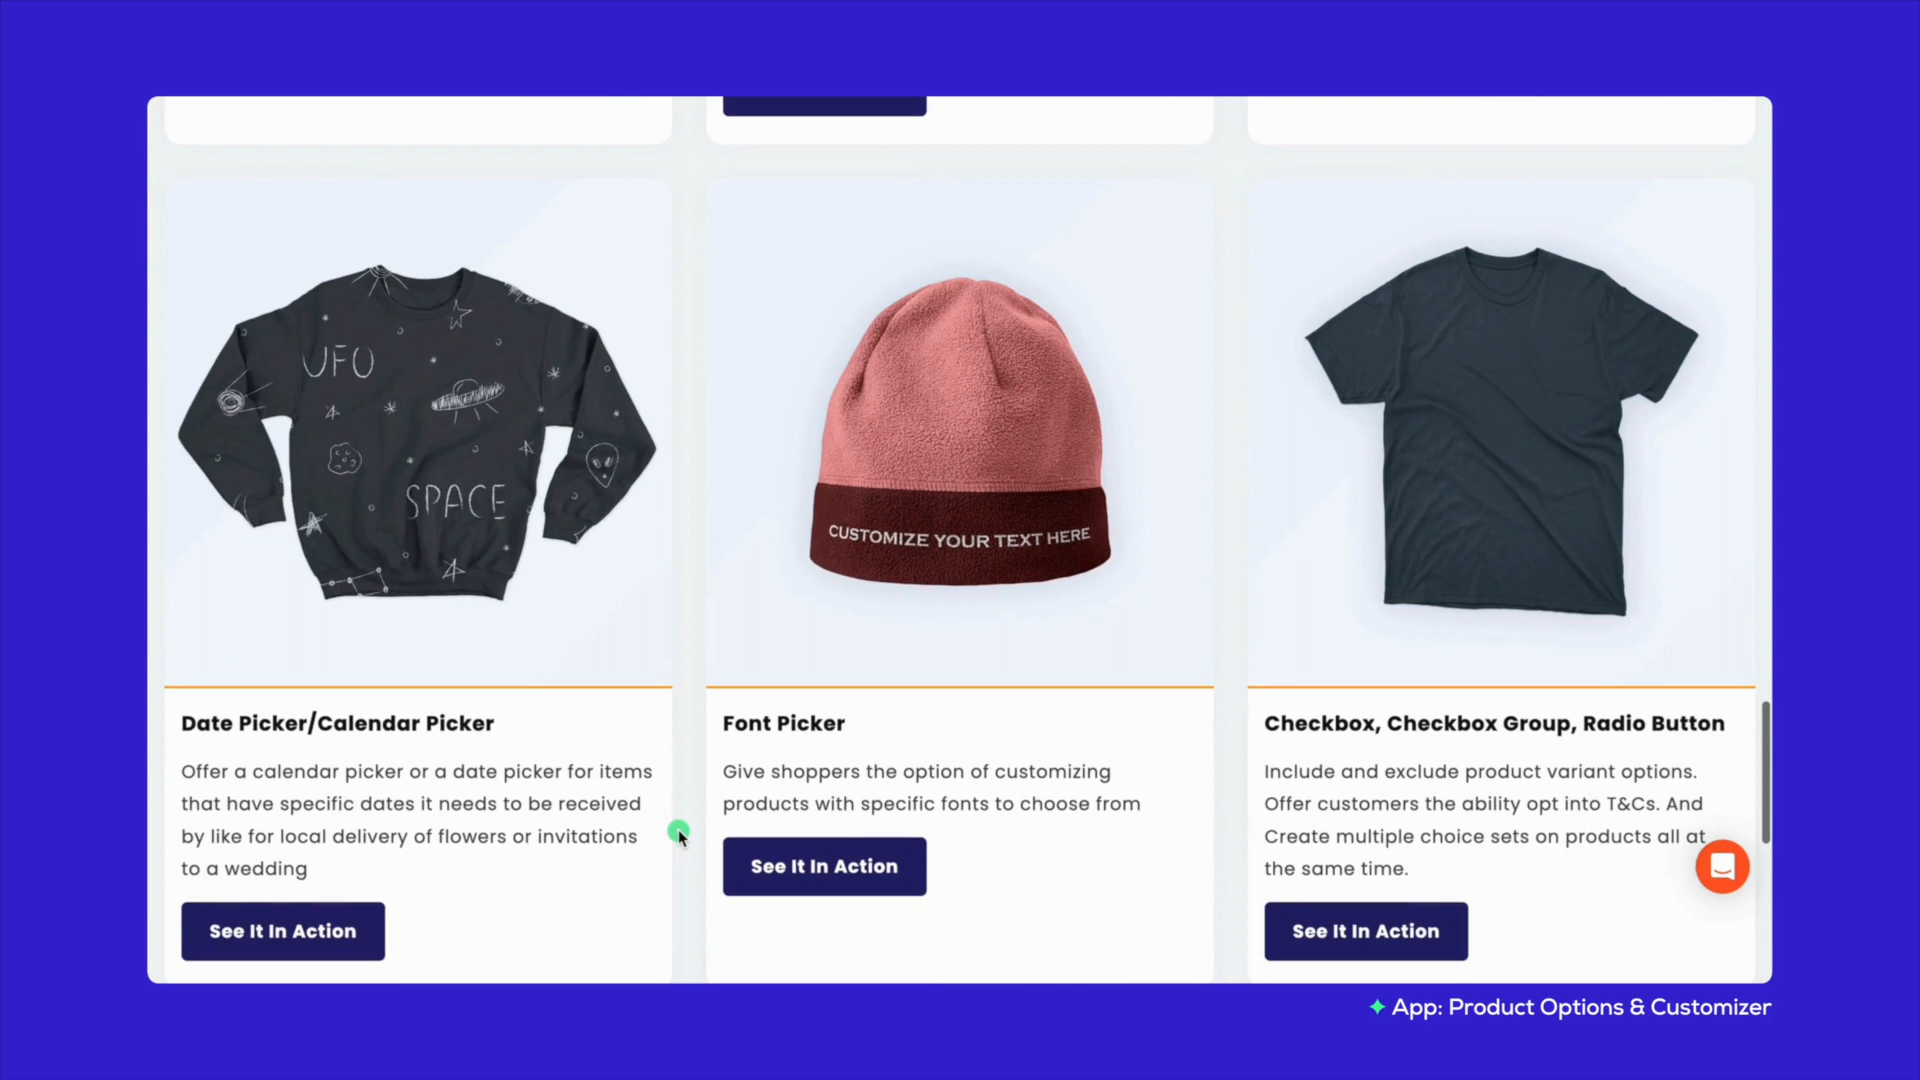 UFO
SPACE
CUSTOMIZE YOUR TEXT HERE
Date Picker/Calendar Picker
Offer a calendar picker or a date picker for items
that have specific dates it needs to be received
by like for local delivery of flowers or invitations
to a wedding
See It In Action
Font Picker
Give shoppers the option of customizing
products with specific fonts to choose from
See It In Action
Checkbox, Checkbox Group, Radio Button
Include and exclude product variant options.
Offer customers the ability opt into T&Cs. And
Create multiple choice sets on products all at
the same time.
See It In Action
App: Product Options & Customizer